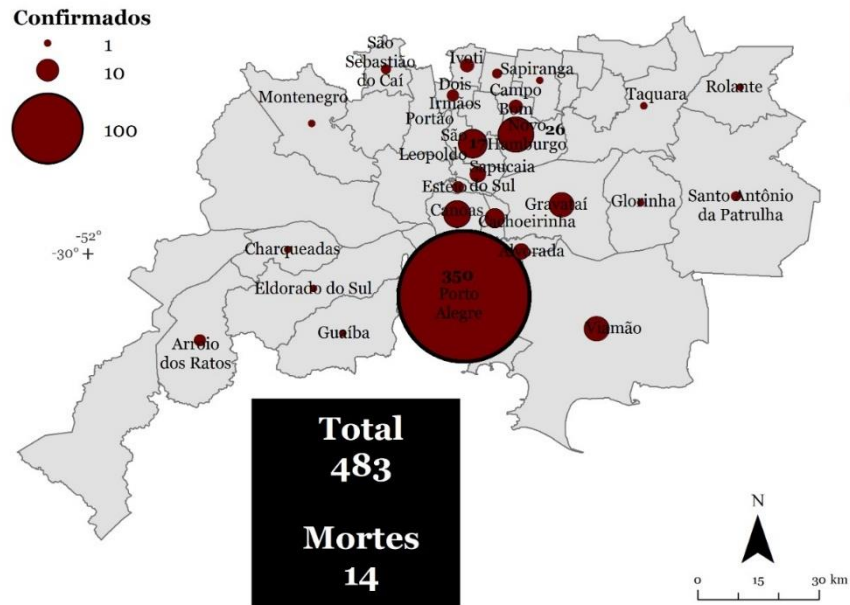 Confirmados
1
10
100
São
Sebastião
do Caí
Ivoti
Sapiranga
Dois
Irmãos
Campo
Bom
Montenegro
Portão
Taquara
Rolante
Novo
Hamburgo
26
São
Leopoldo
17
Sapucaia
do Sul
Esteio
Canoas
Cachoeirinha
Gravataí
Glorinha
Santo Antônio
da Patrulha
-52°
-30°
Charqueadas
Alvorada
Eldorado do Sul
350
Porto
Alegre
Guaíba
Viamão
Arroio
dos Ratos
Total
483
Mortes
14
N
0 15 30 km